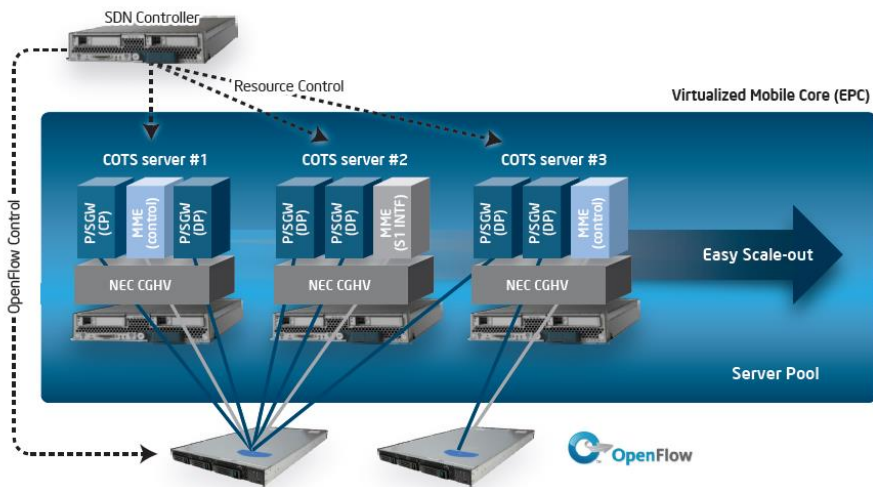 SDN Controller
Resource Control
OpenFlow Control
Virtualized Mobile Core (EPC)
COTS server #1
COTS server #2
COTS server #3
P/SGW
(CP)
MME
(control)
P/SGW
(DP)
P/SGW
(DP)
P/SGW
(DP)
MME
(S1 INTF)
P/SGW
(DP)
P/SGW
(DP)
MME
(control)
NEC CGHV
NEC CGHV
NEC CGHV
Easy Scale-out
Server Pool
OpenFlow